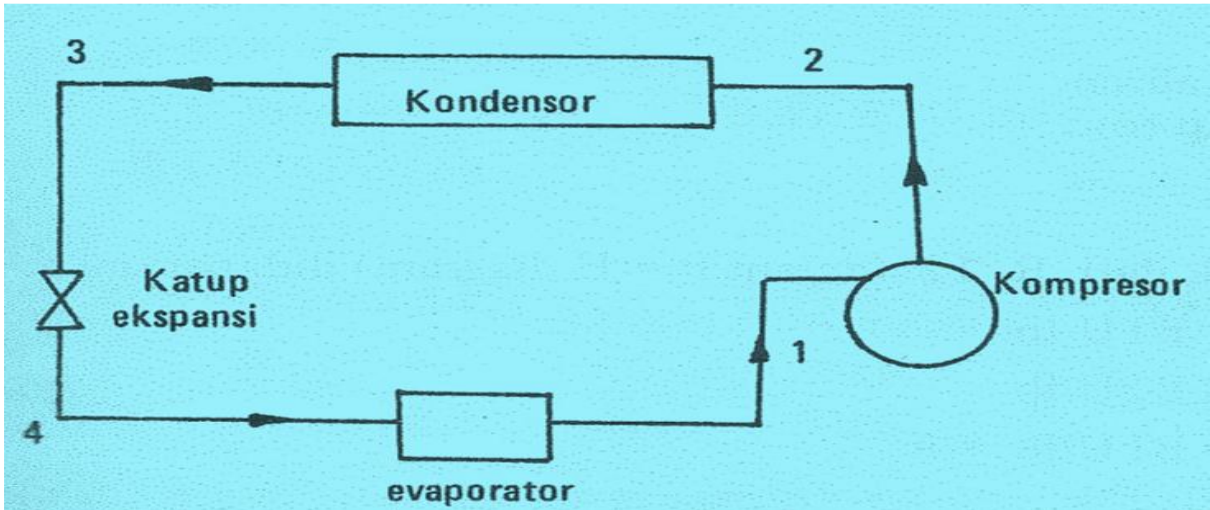 3
2
Kondensor
Katup
ekspansi
Kompresor
1
4
evaporator